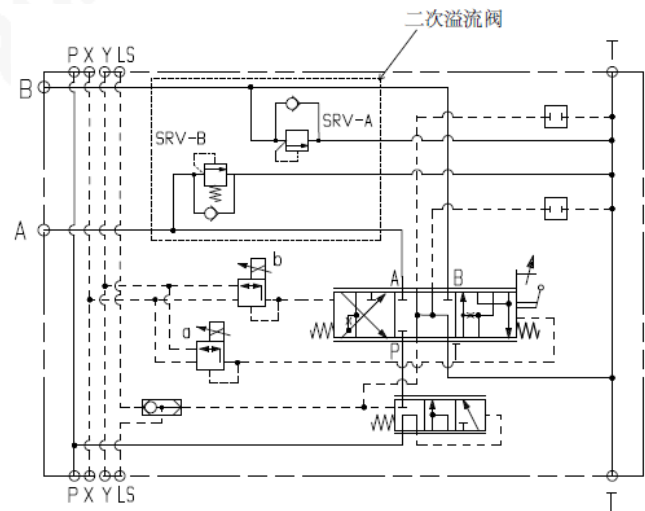 二次溢流阀
P X Y LS
T
B
SRV-A
SRV-B
A
b
A B
a
P T
P X Y LS
T